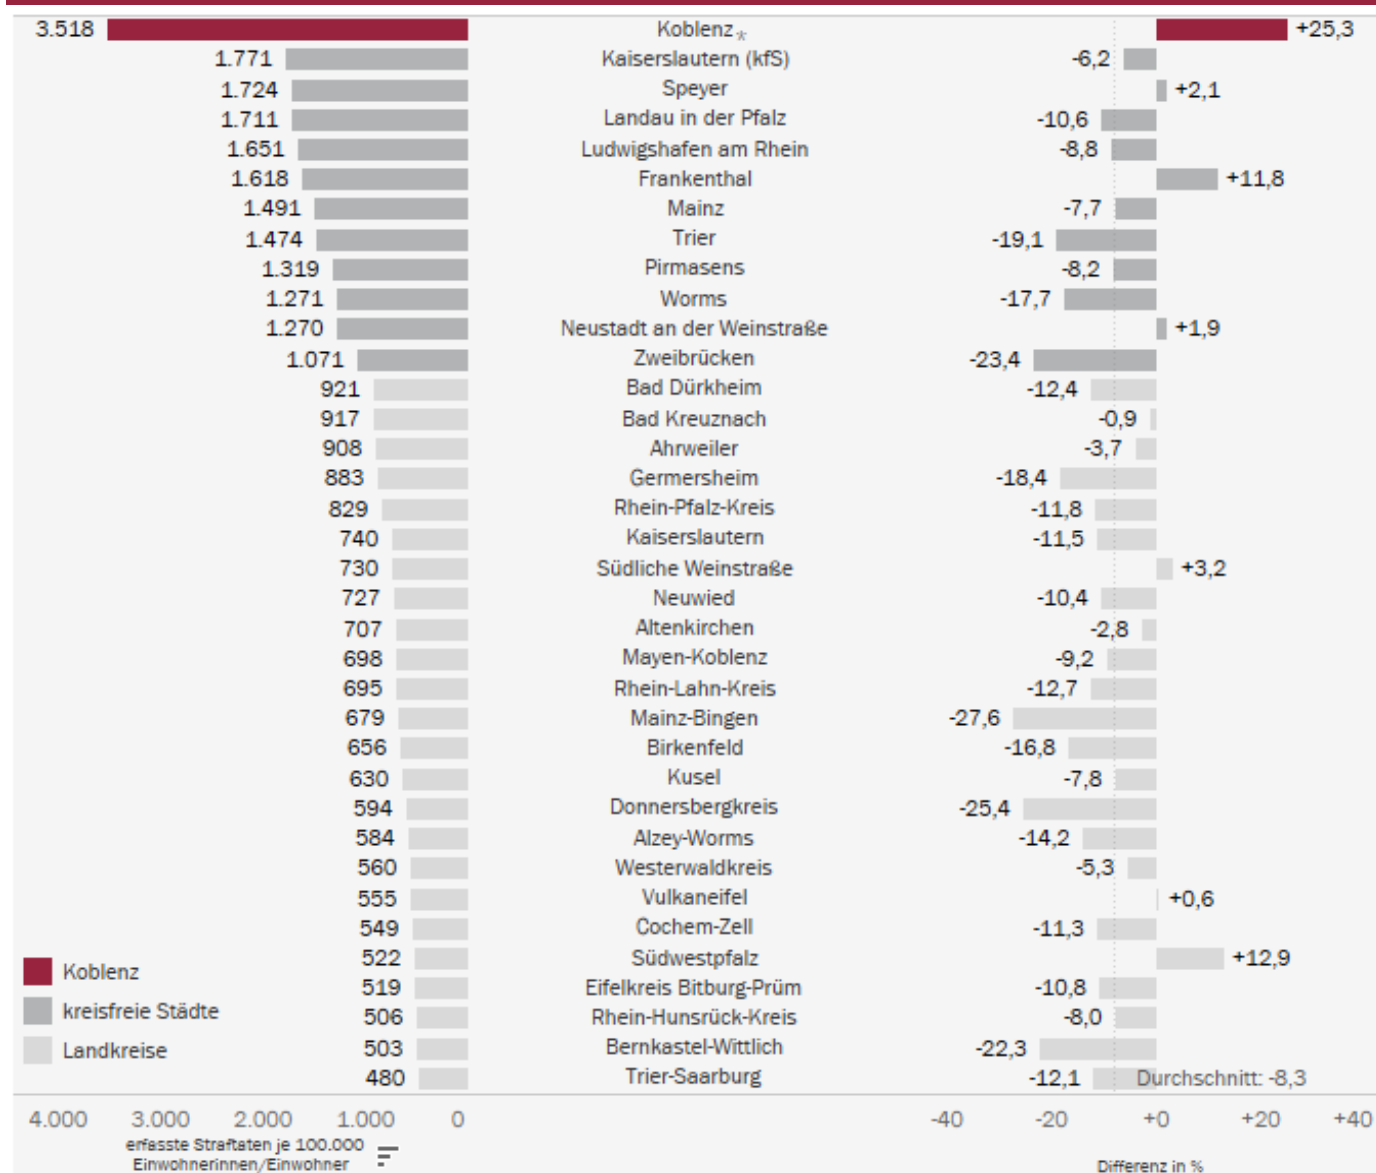 3.518 Koblenz* +25,3
1.771 Kaiserslautern (kfS) -6,2
1.724 Speyer +2,1
1.711 Landau in der Pfalz -10,6
1.651 Ludwigshafen am Rhein -8,8
1.618 Frankenthal +11,8
1.491 Mainz -7,7
1.474 Trier -19,1
1.319 Pirmasens -8,2
1.271 Worms -17,7
1.270 Neustadt an der Weinstraße +1,9
1.071 Zweibrücken -23,4
921 Bad Dürkheim -12,4
917 Bad Kreuznach -0,9
908 Ahrweiler -3,7
883 Germersheim -18,4
829 Rhein-Pfalz-Kreis -11,8
740 Kaiserslautern -11,5
730 Südliche Weinstraße +3,2
727 Neuwied -10,4
707 Altenkirchen -2,8
698 Mayen-Koblenz -9,2
695 Rhein-Lahn-Kreis -12,7
679 Mainz-Bingen -27,6
656 Birkenfeld -16,8
630 Kusel -7,8
594 Donnersbergkreis -25,4
584 Alzey-Worms -14,2
560 Westerwaldkreis -5,3
555 Vulkaneifel +0,6
549 Cochem-Zell -11,3
522 Südwestpfalz +12,9
519 Eifelkreis Bitburg-Prüm -10,8
506 Rhein-Hunsrück-Kreis -8,0
503 Bernkastel-Wittlich -22,3
480 Trier-Saarburg -12,1 Durchschnitt: -8,3
Koblenz
kreisfreie Städte
Landkreise
4.000 3.000 2.000 1.000 0 -40 -20 +0 +20 +40
erfasste Straftaten je 100.000
Einwohnerinnen/Einwohner
Differenz in %